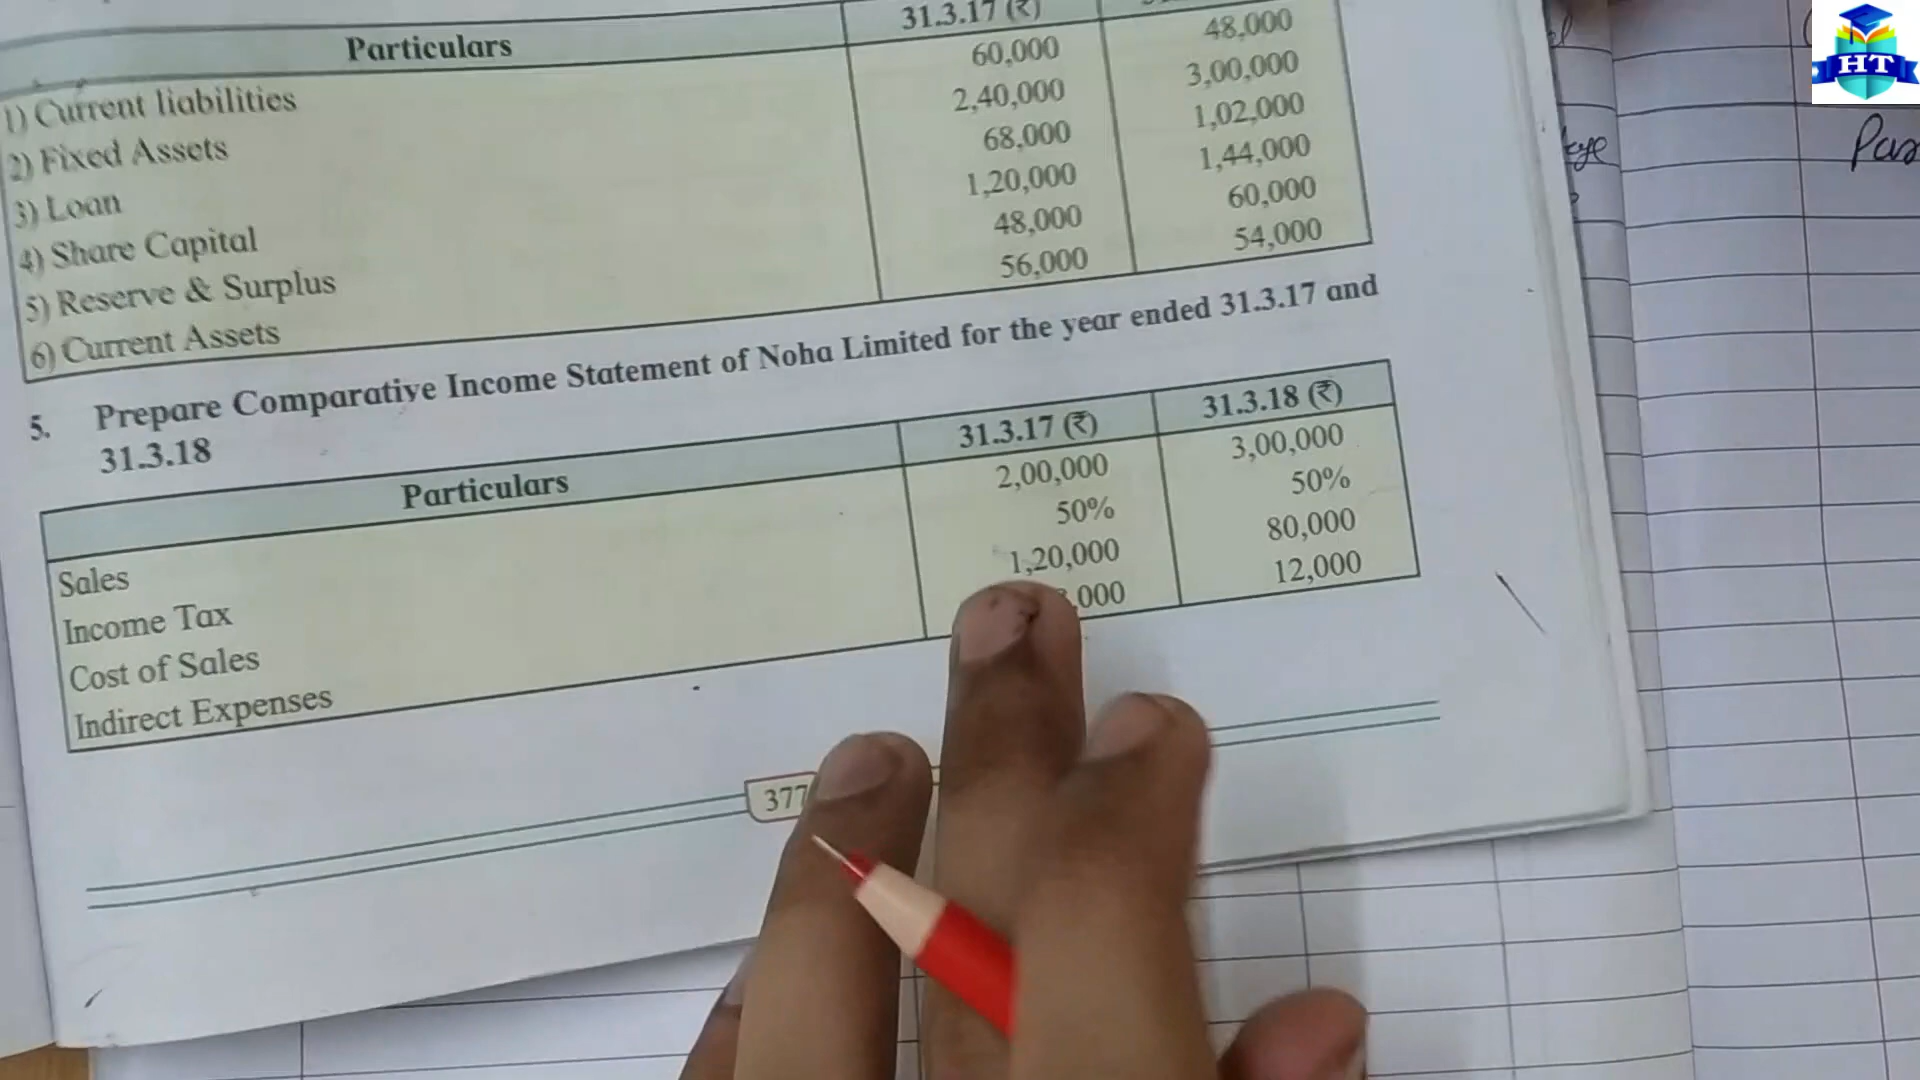 Particulars 31.3.17 (₹)
1) Current liabilities 60,000 48,000
2) Fixed Assets 2,40,000 3,00,000
3) Loan 68,000 1,02,000
4) Share Capital 1,20,000 1,44,000
5) Reserve & Surplus 48,000 60,000
6) Current Assets 56,000 54,000
5. Prepare Comparative Income Statement of Noha Limited for the year ended 31.3.17 and
31.3.18
Particulars 31.3.17 (₹) 31.3.18 (₹)
Sales 2,00,000 3,00,000
Income Tax 50% 50%
Cost of Sales 1,20,000 80,000
Indirect Expenses ,000 12,000
377
HT
Par